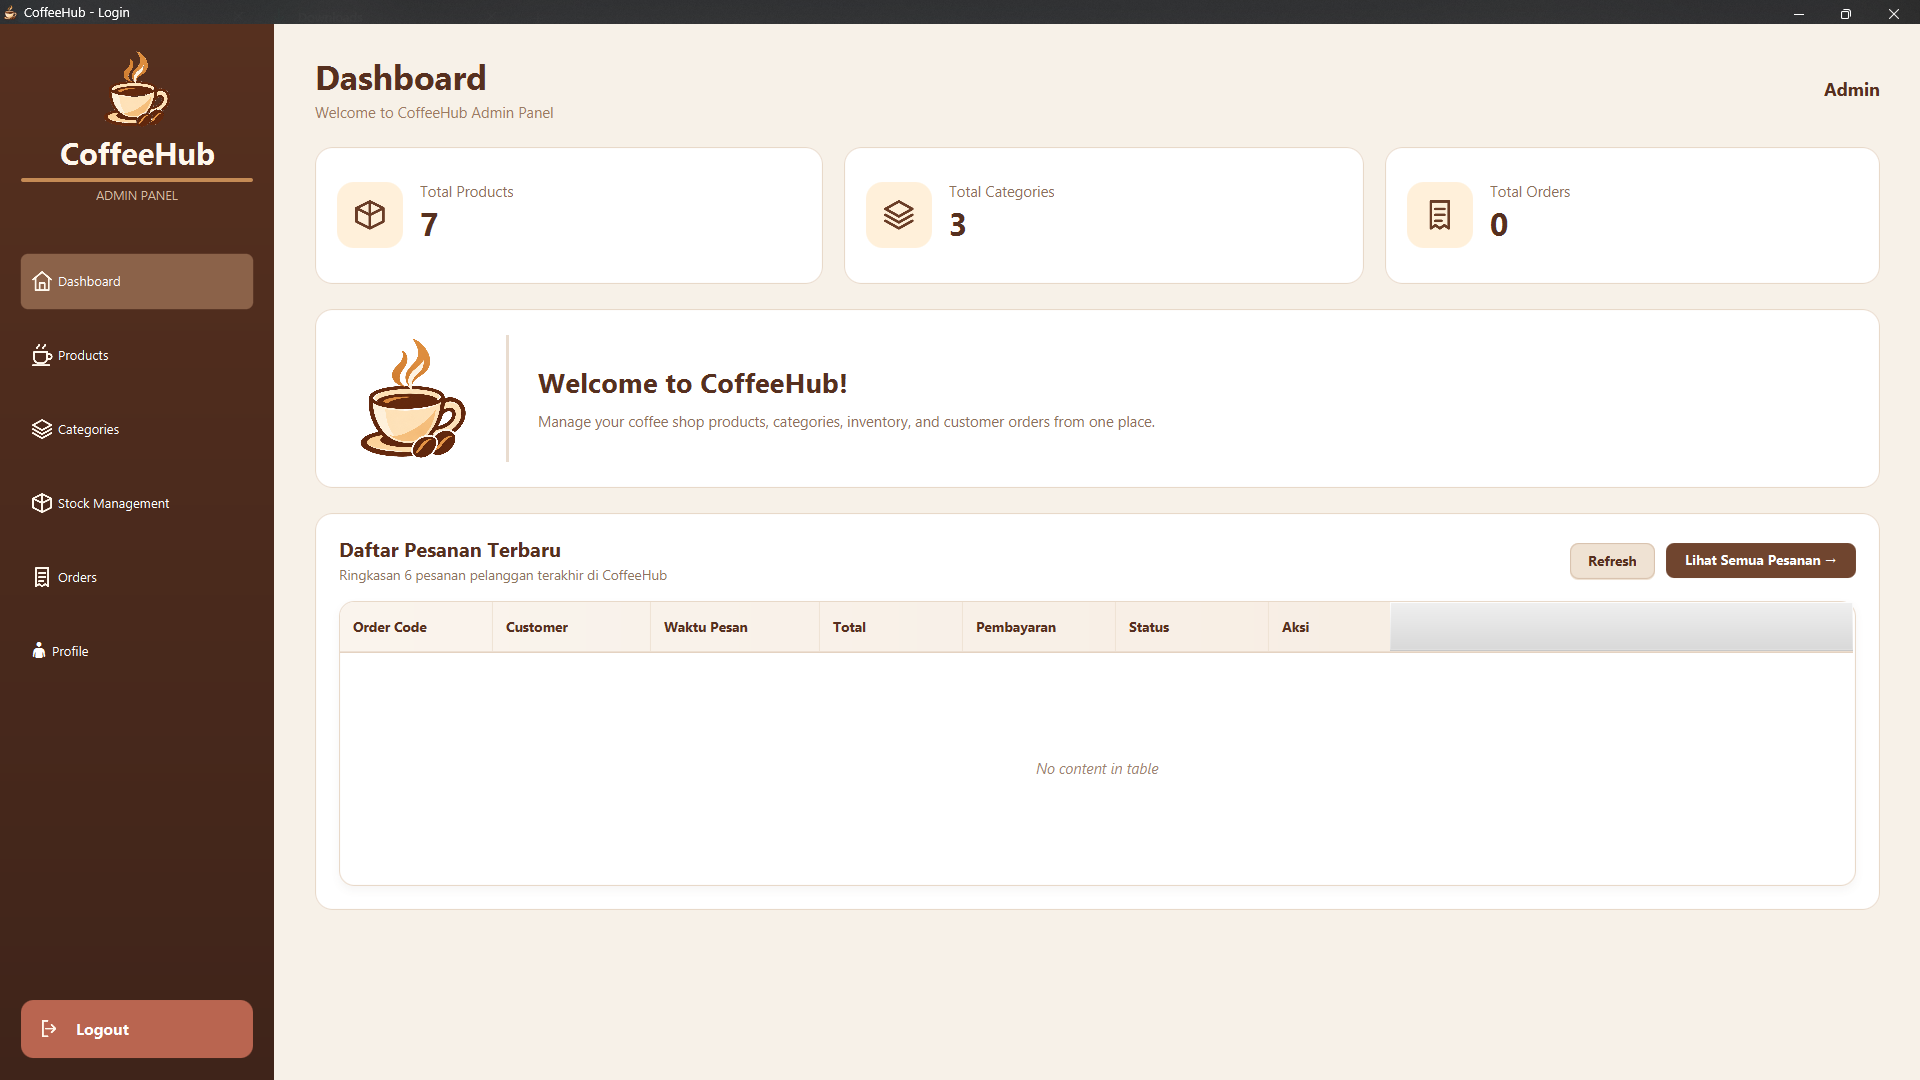 CoffeeHub - Login
CoffeeHub
ADMIN PANEL
Dashboard
Products
Categories
Stock Management
Orders
Profile
Logout
Dashboard
Welcome to CoffeeHub Admin Panel
Admin
Total Products
7
Total Categories
3
Total Orders
0
Welcome to CoffeeHub!
Manage your coffee shop products, categories, inventory, and customer orders from one place.
Daftar Pesanan Terbaru
Ringkasan 6 pesanan pelanggan terakhir di CoffeeHub
Refresh
Lihat Semua Pesanan →
Order Code Customer Waktu Pesan Total Pembayaran Status Aksi
No content in table